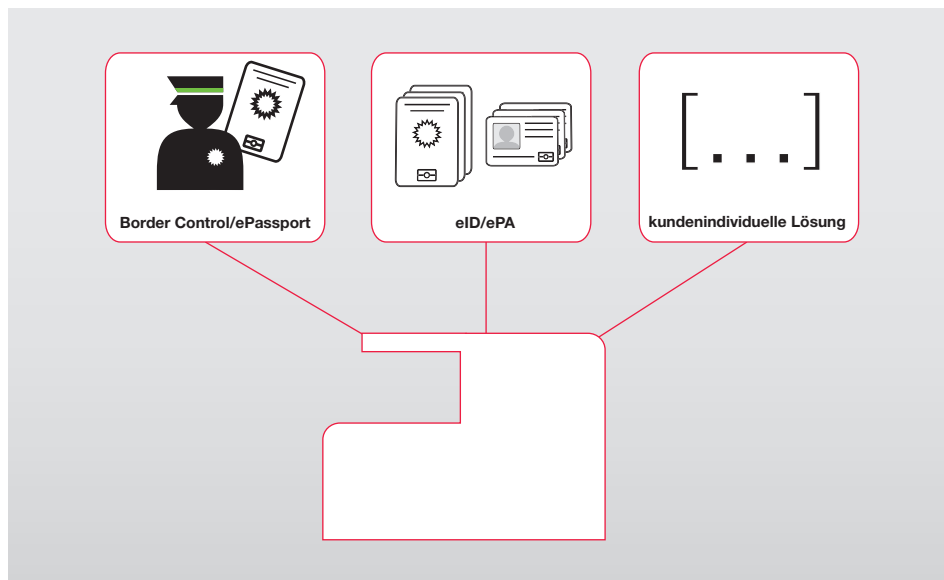 Border Control/ePassport
eID/ePA
[...]
kundenindividuelle Lösung